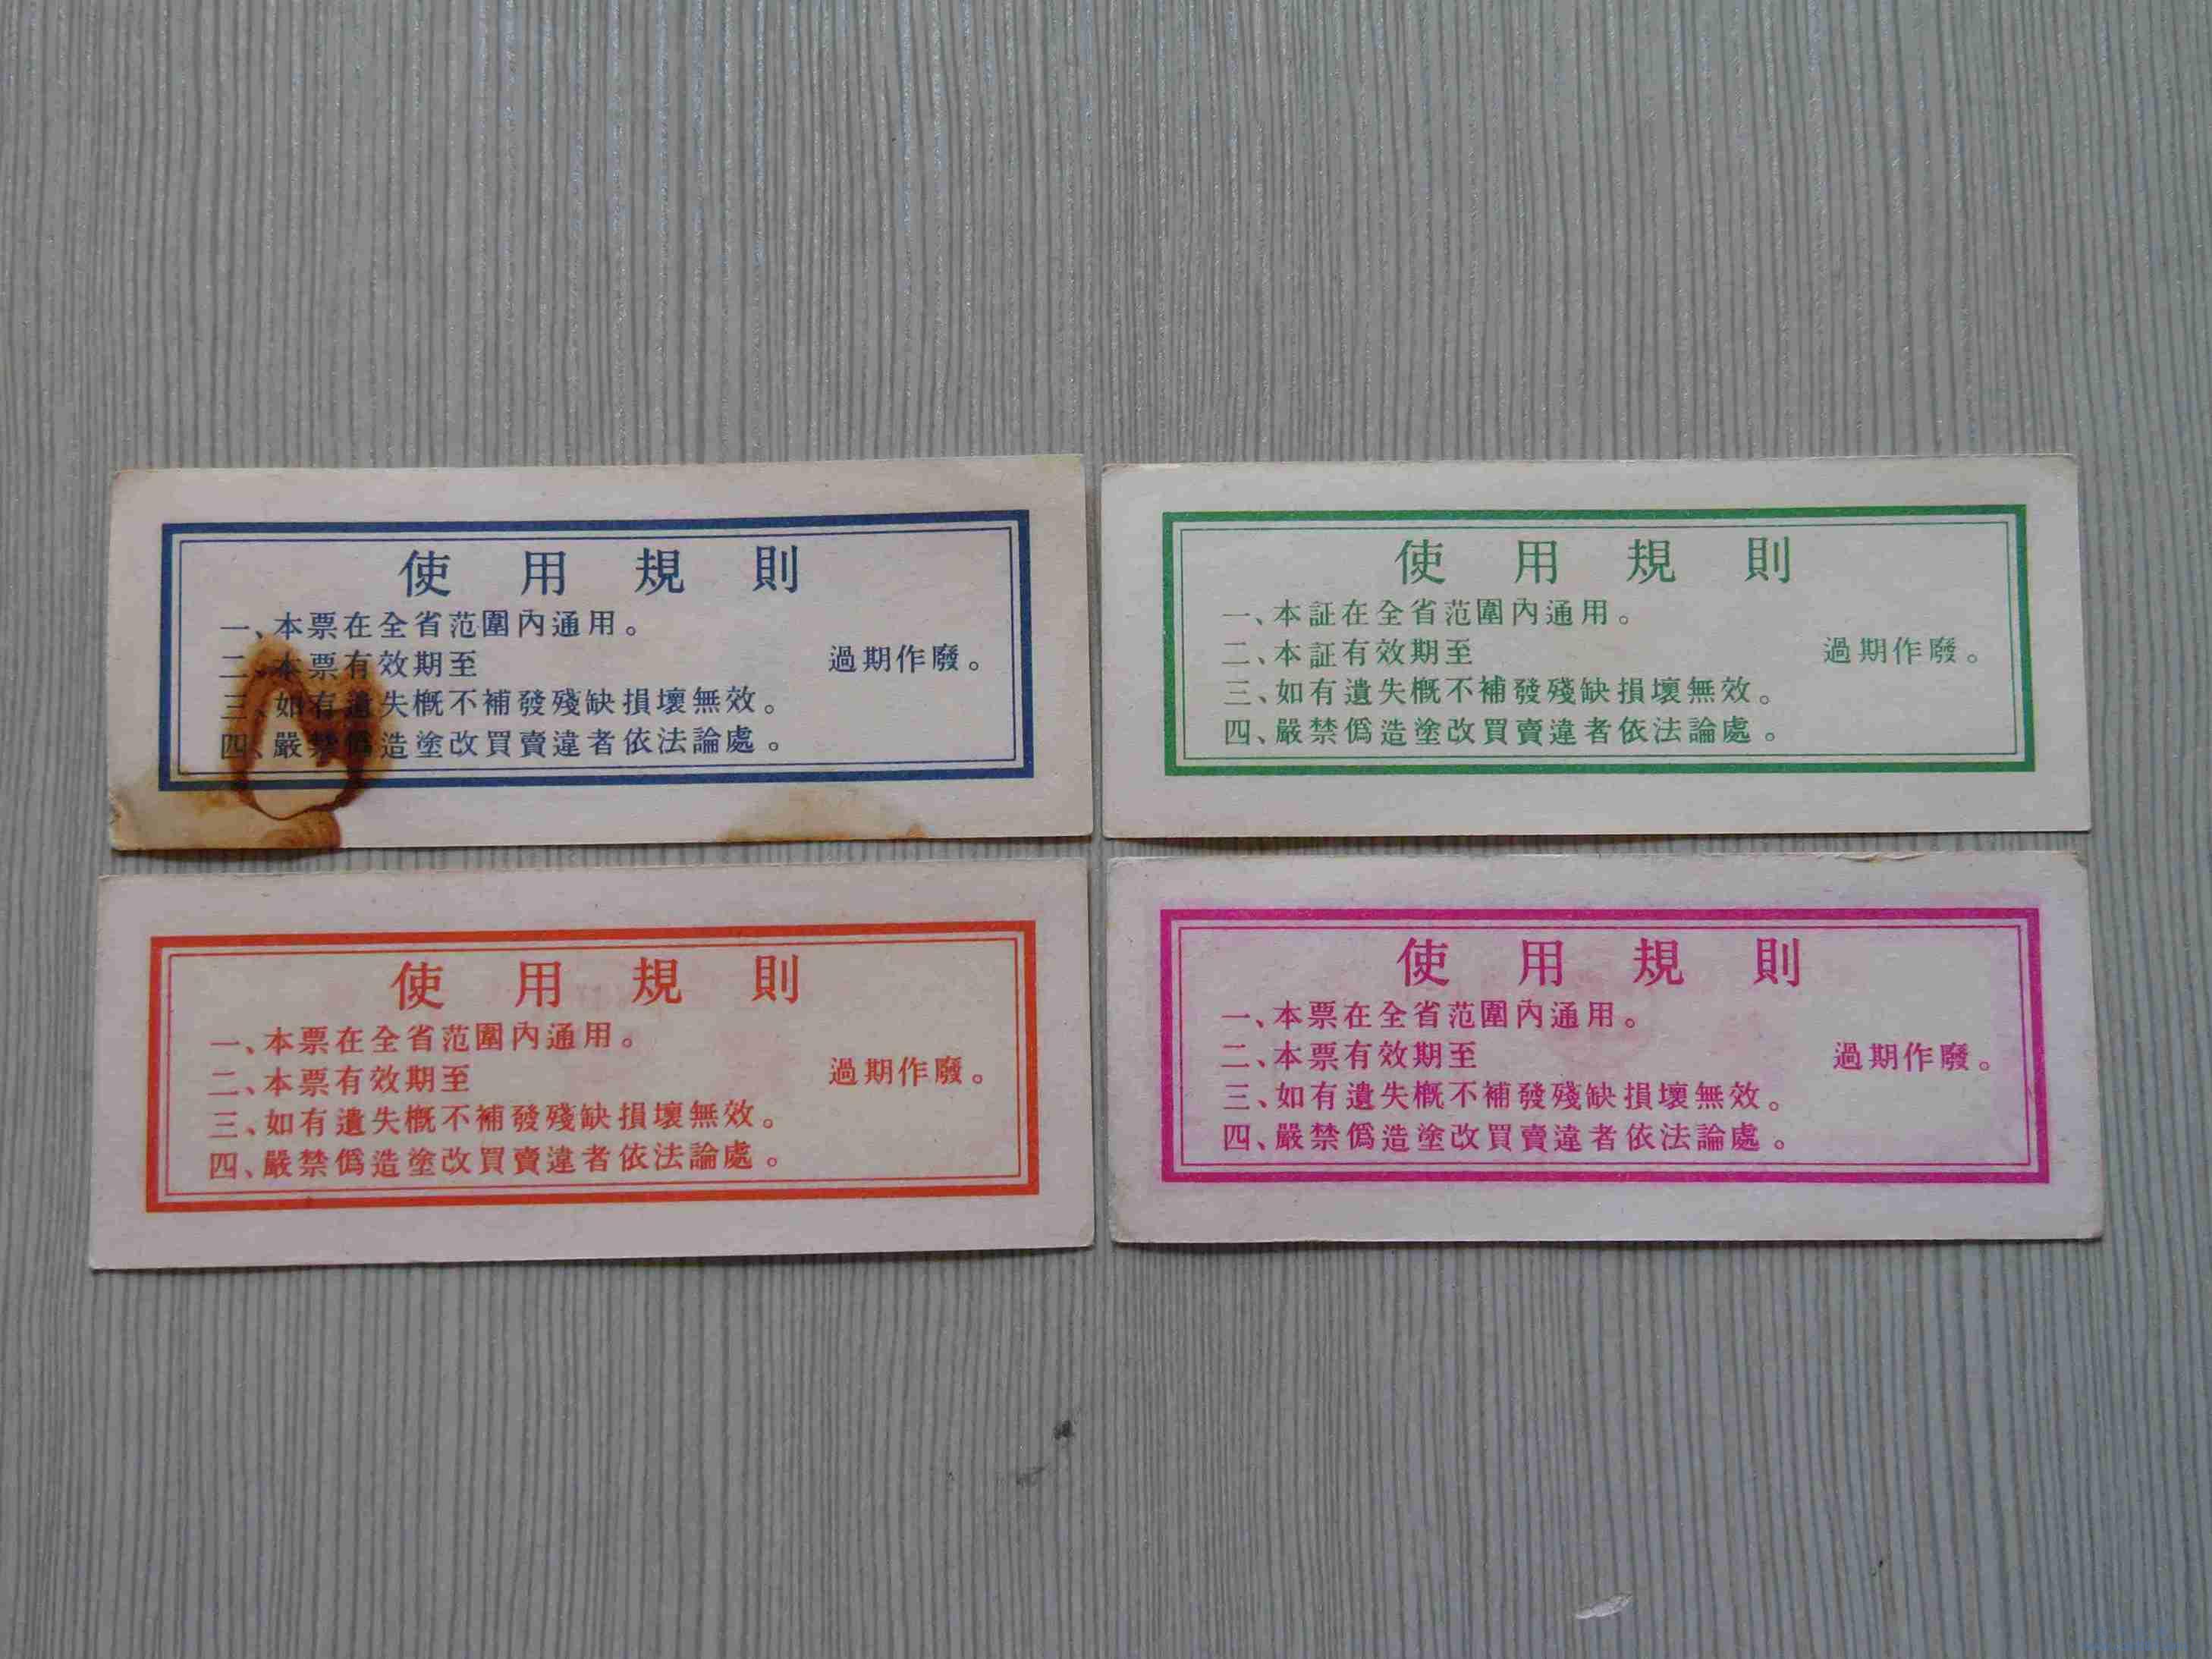 使用規則
一、本票在全省范圍內通用。
二、本票有效期至 過期作廢。
三、如有遺失概不補發殘缺損壞無效。
四、嚴禁僞造塗改買賣違者依法論處。
使用規則
一、本証在全省范圍內通用。
二、本証有效期至 過期作廢。
三、如有遺失概不補發殘缺損壞無效。
四、嚴禁僞造塗改買賣違者依法論處。
使用規則
一、本票在全省范圍內通用。
二、本票有效期至 過期作廢。
三、如有遺失概不補發殘缺損壞無效。
四、嚴禁僞造塗改買賣違者依法論處。
使用規則
一、本票在全省范圍內通用。
二、本票有效期至 過期作廢。
三、如有遺失概不補發殘缺損壞無效。
四、嚴禁僞造塗改買賣違者依法論處。